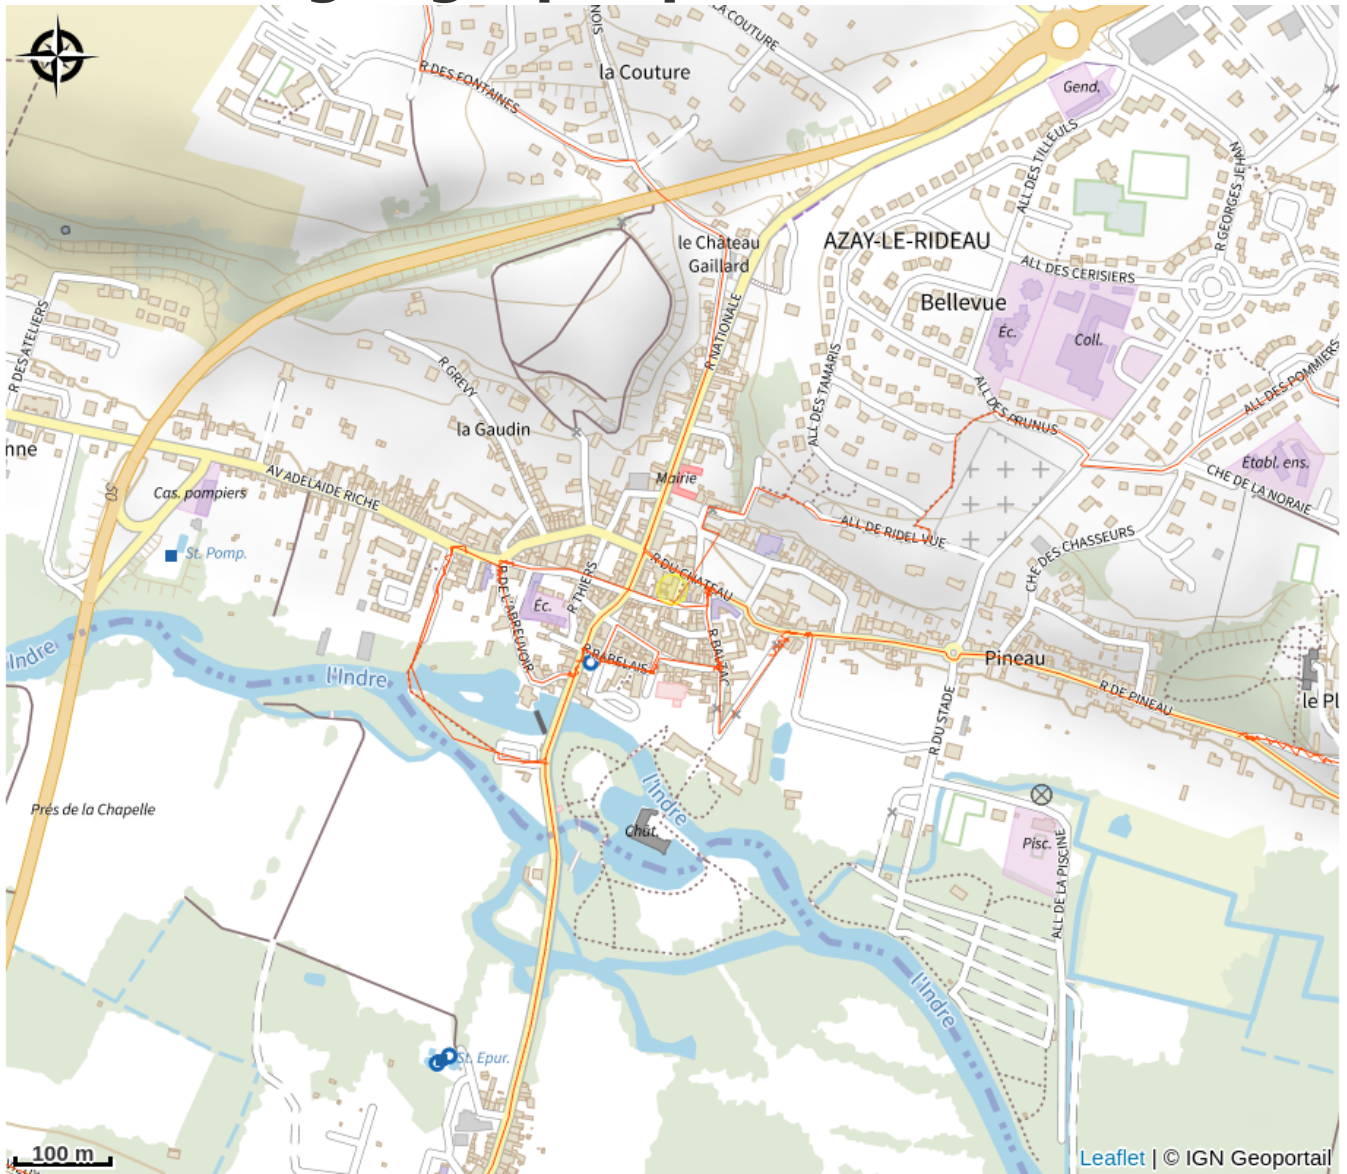 LA COUTURE
NOIS
la Couture
R DES FONTAINES
Gend.
ALL DES TILLEULS
R GEORGES JEHAN
le Château
Gaillard
AZAY-LE-RIDEAU
ALL DES CERISIERS
Bellevue
R DES ATELIERS
R NATIONALE
Éc.
Coll.
R GREVY
ALL DES TAMARIS
ALL DES PRUNUS
ALL DES POMMIERS
la Gaudin
nne
Etabl. ens.
AV ADELAIDE RICHE
Mairie
CHE DE LA NORAIE
Cas. pompiers
50
ALL DE RIDEL VUE
CHE DES CHASSEURS
St. Pomp.
R DU CHATEAU
R THIERS
R DE L'ABREUVOIR
Éc.
R RABELAIS
R BALZAC
Indre
l'Indre
Pineau
R DE PINEAU
le Pl
R DU STADE
l'Indre
Prés de la Chapelle
Chât.
Pisc.
ALL DE LA PISCINE
l'Indre
St. Epur.
100 m
Leaflet | © IGN Geoportail